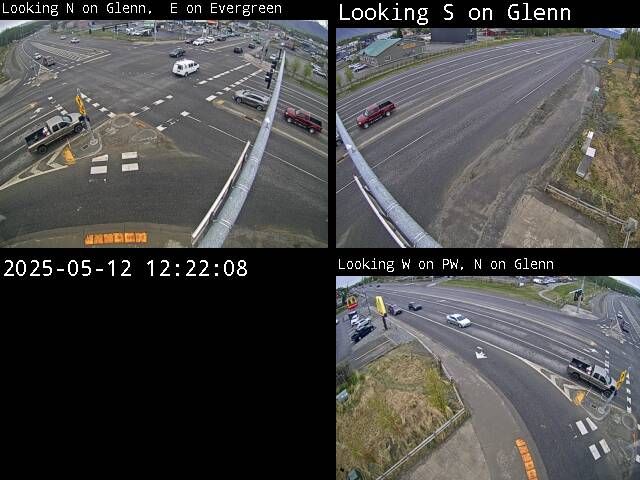 Looking N on Glenn,  E on Evergreen
Looking S on Glenn
2025-05-12 12:22:08
Looking W on PW, N on Glenn